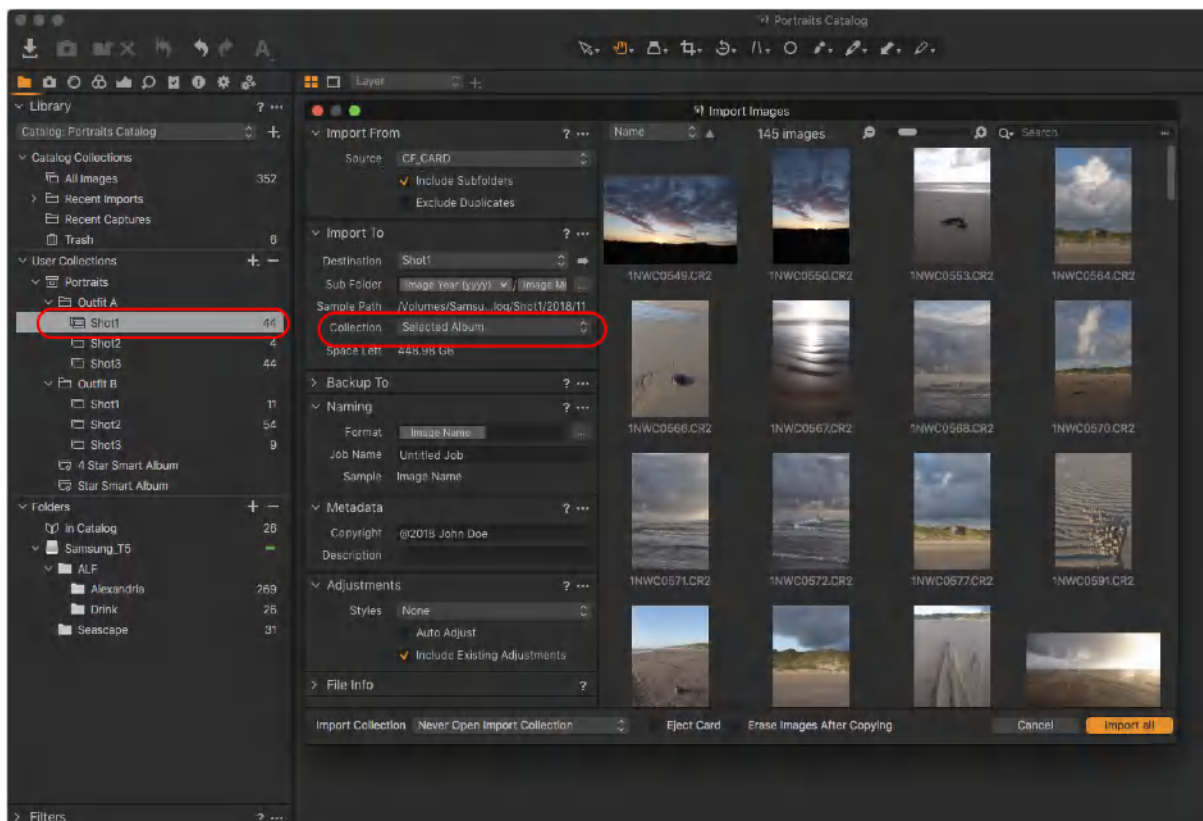 Portraits Catalog
A
Layer
Library
?
Catalog: Portraits Catalog
Catalog Collections
All Images 352
Recent Imports
Recent Captures
Trash 6
User Collections
Portraits
Outfit A
Shot1 44
Shot2 4
Shot3 44
Outfit B
Shot1 11
Shot2 54
Shot3 9
4 Star Smart Album
Star Smart Album
Folders
In Catalog 26
Samsung_T5
ALF
Alexandria 269
Drink 26
Seascape 31
Filters ?
Import Images
Import From ?
Source CF_CARD
Include Subfolders
Exclude Duplicates
Import To ?
Destination Shot1
Sub Folder Image Year (yyyy) / Image M
Sample Path /Volumes/Samsu...log/Shot1/2018/11
Collection Selected Album
Space Left 448.98 GB
Backup To ?
Naming ?
Format Image Name
Job Name Untitled Job
Sample Image Name
Metadata ?
Copyright @2018 John Doe
Description
Adjustments ?
Styles None
Auto Adjust
Include Existing Adjustments
File Info ?
Name 145 images Search
1NWC0549.CR2 1NWC0550.CR2 1NWC0553.CR2 1NWC0564.CR2
1NWC0566.CR2 1NWC0567.CR2 1NWC0568.CR2 1NWC0570.CR2
1NWC0571.CR2 1NWC0572.CR2 1NWC0577.CR2 1NWC0591.CR2
Import Collection Never Open Import Collection Eject Card Erase Images After Copying Cancel Import all